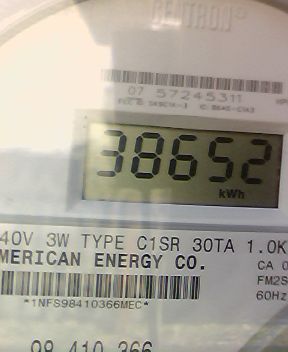 CENTRON®
07 57245311
38652
kWh
40V 3W TYPE C1SR 30TA 1.0K
MERICAN ENERGY CO.
CA 0
FM2S
60Hz
*1NFS98410366MEC*
98 410 366